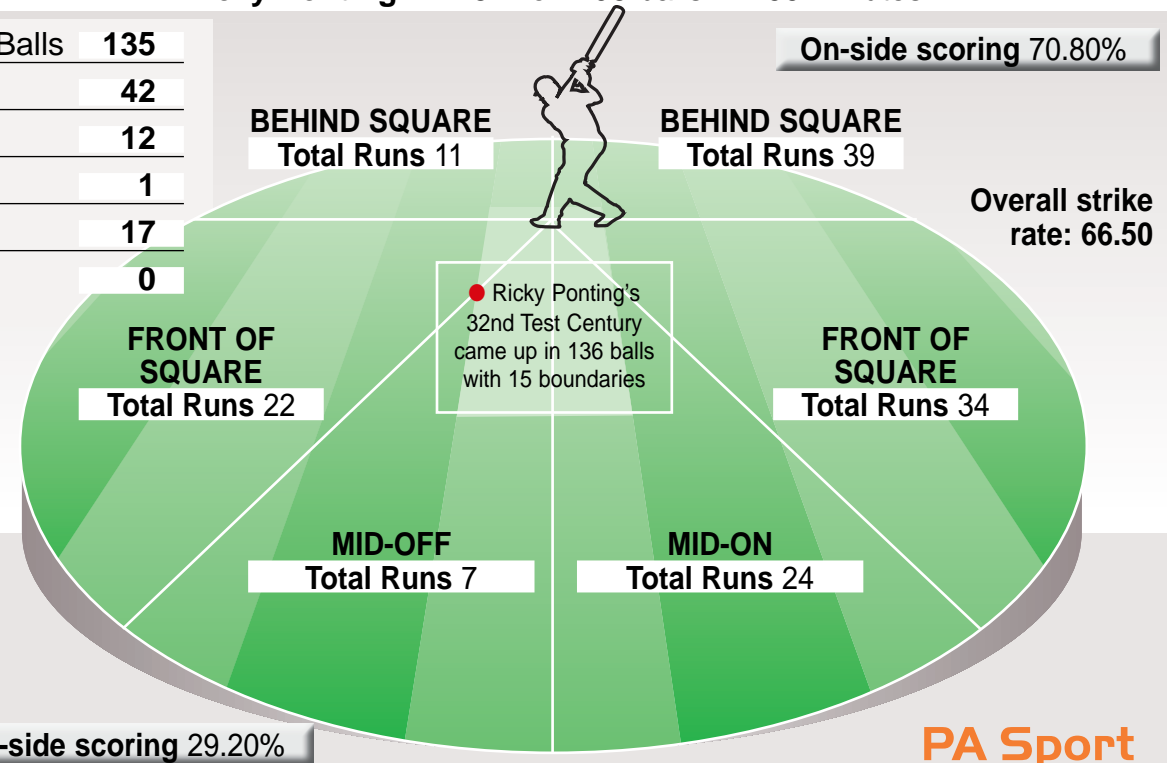 Balls 135
42
12
1
17
0
On-side scoring 70.80%
BEHIND SQUARE
Total Runs 11
BEHIND SQUARE
Total Runs 39
Overall strike
rate: 66.50
Ricky Ponting's
32nd Test Century
came up in 136 balls
with 15 boundaries
FRONT OF
SQUARE
Total Runs 22
FRONT OF
SQUARE
Total Runs 34
MID-OFF
Total Runs 7
MID-ON
Total Runs 24
-side scoring 29.20%
PA Sport